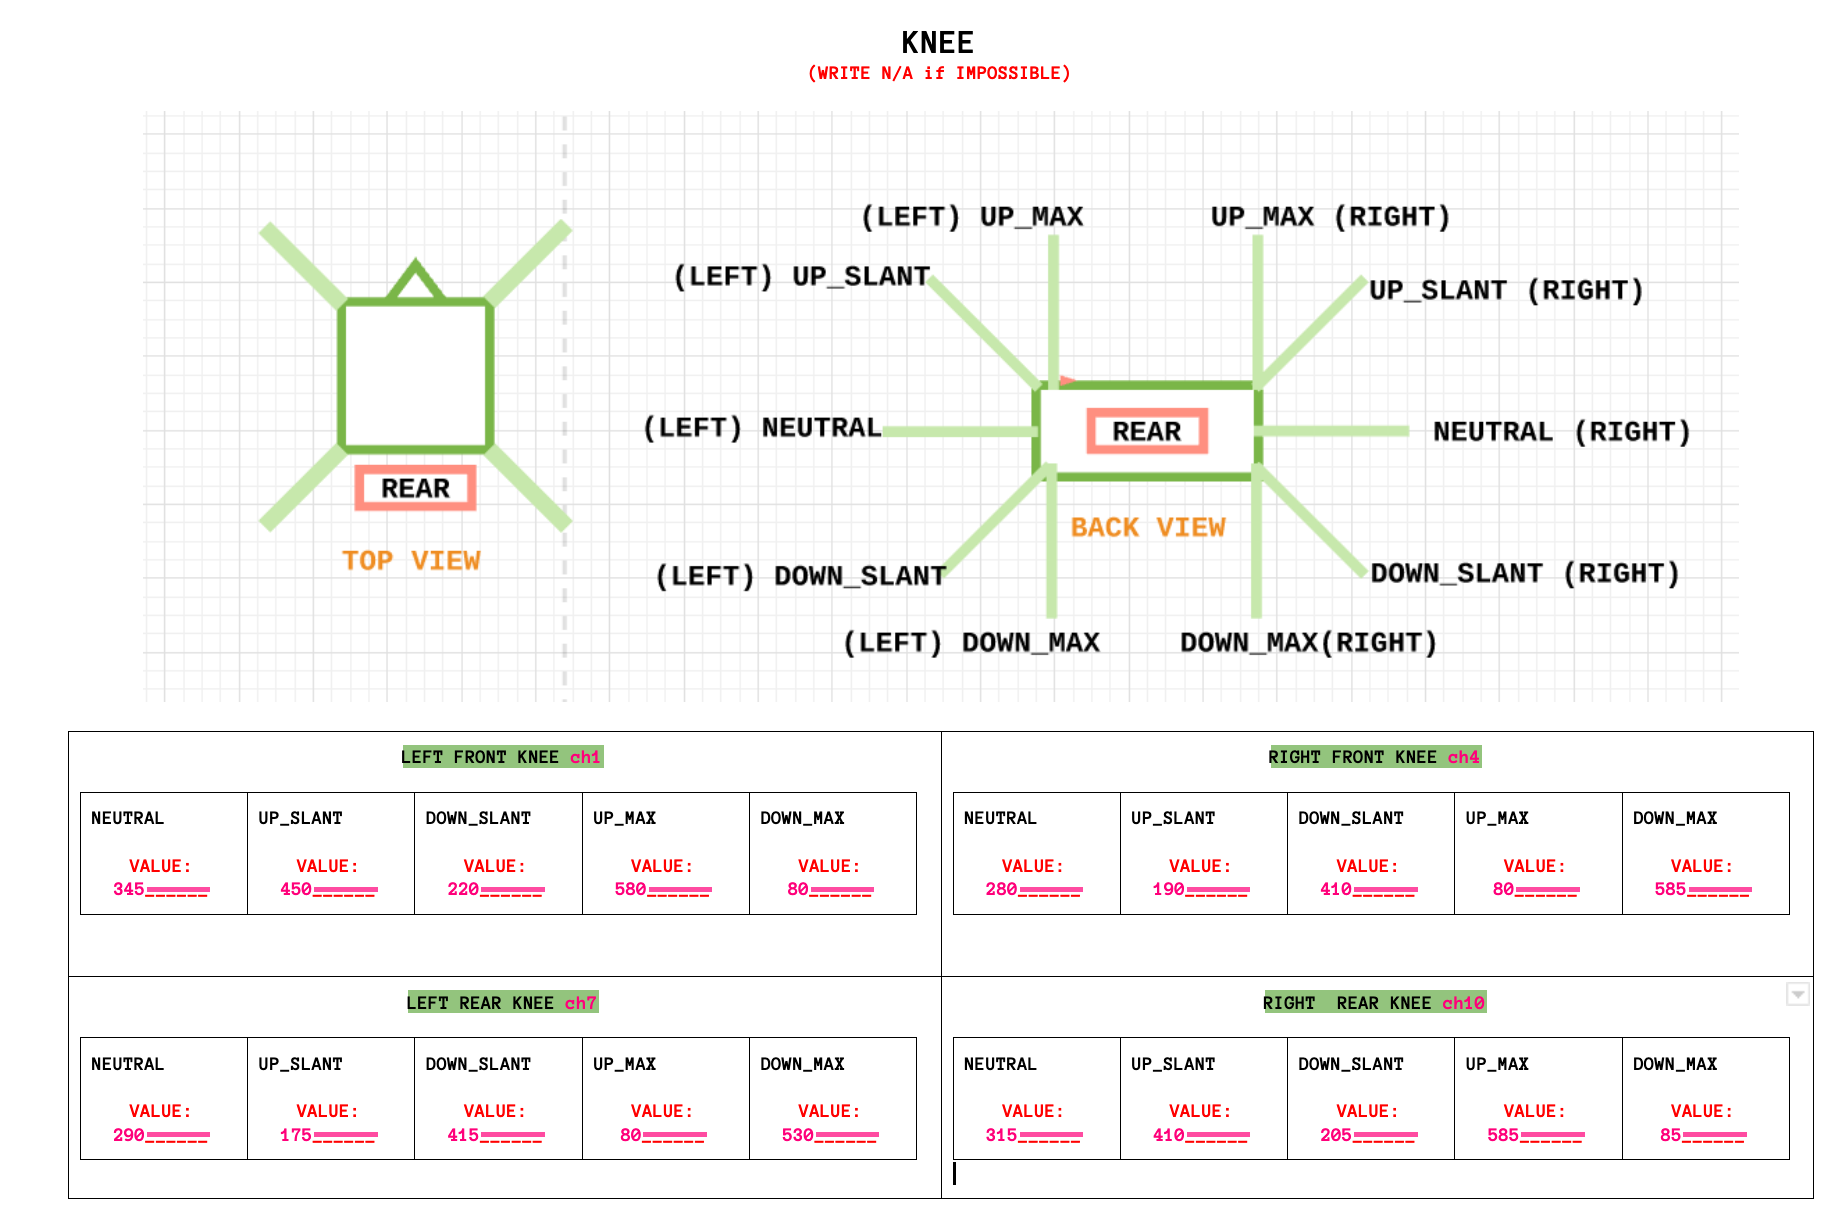 KNEE
(WRITE N/A if IMPOSSIBLE)
REAR
TOP VIEW
(LEFT) UP_MAX
UP_MAX (RIGHT)
(LEFT) UP_SLANT
UP_SLANT (RIGHT)
(LEFT) NEUTRAL
REAR
NEUTRAL (RIGHT)
BACK VIEW
(LEFT) DOWN_SLANT
DOWN_SLANT (RIGHT)
(LEFT) DOWN_MAX
DOWN_MAX(RIGHT)
LEFT FRONT KNEE ch1
NEUTRAL UP_SLANT DOWN_SLANT UP_MAX DOWN_MAX
VALUE: VALUE: VALUE: VALUE: VALUE:
345______ 450______ 220______ 580______ 80______
RIGHT FRONT KNEE ch4
NEUTRAL UP_SLANT DOWN_SLANT UP_MAX DOWN_MAX
VALUE: VALUE: VALUE: VALUE: VALUE:
280______ 190______ 410______ 80______ 585______
LEFT REAR KNEE ch7
NEUTRAL UP_SLANT DOWN_SLANT UP_MAX DOWN_MAX
VALUE: VALUE: VALUE: VALUE: VALUE:
290______ 175______ 415______ 80______ 530______
RIGHT  REAR KNEE ch10
NEUTRAL UP_SLANT DOWN_SLANT UP_MAX DOWN_MAX
VALUE: VALUE: VALUE: VALUE: VALUE:
315______ 410______ 205______ 585______ 85______